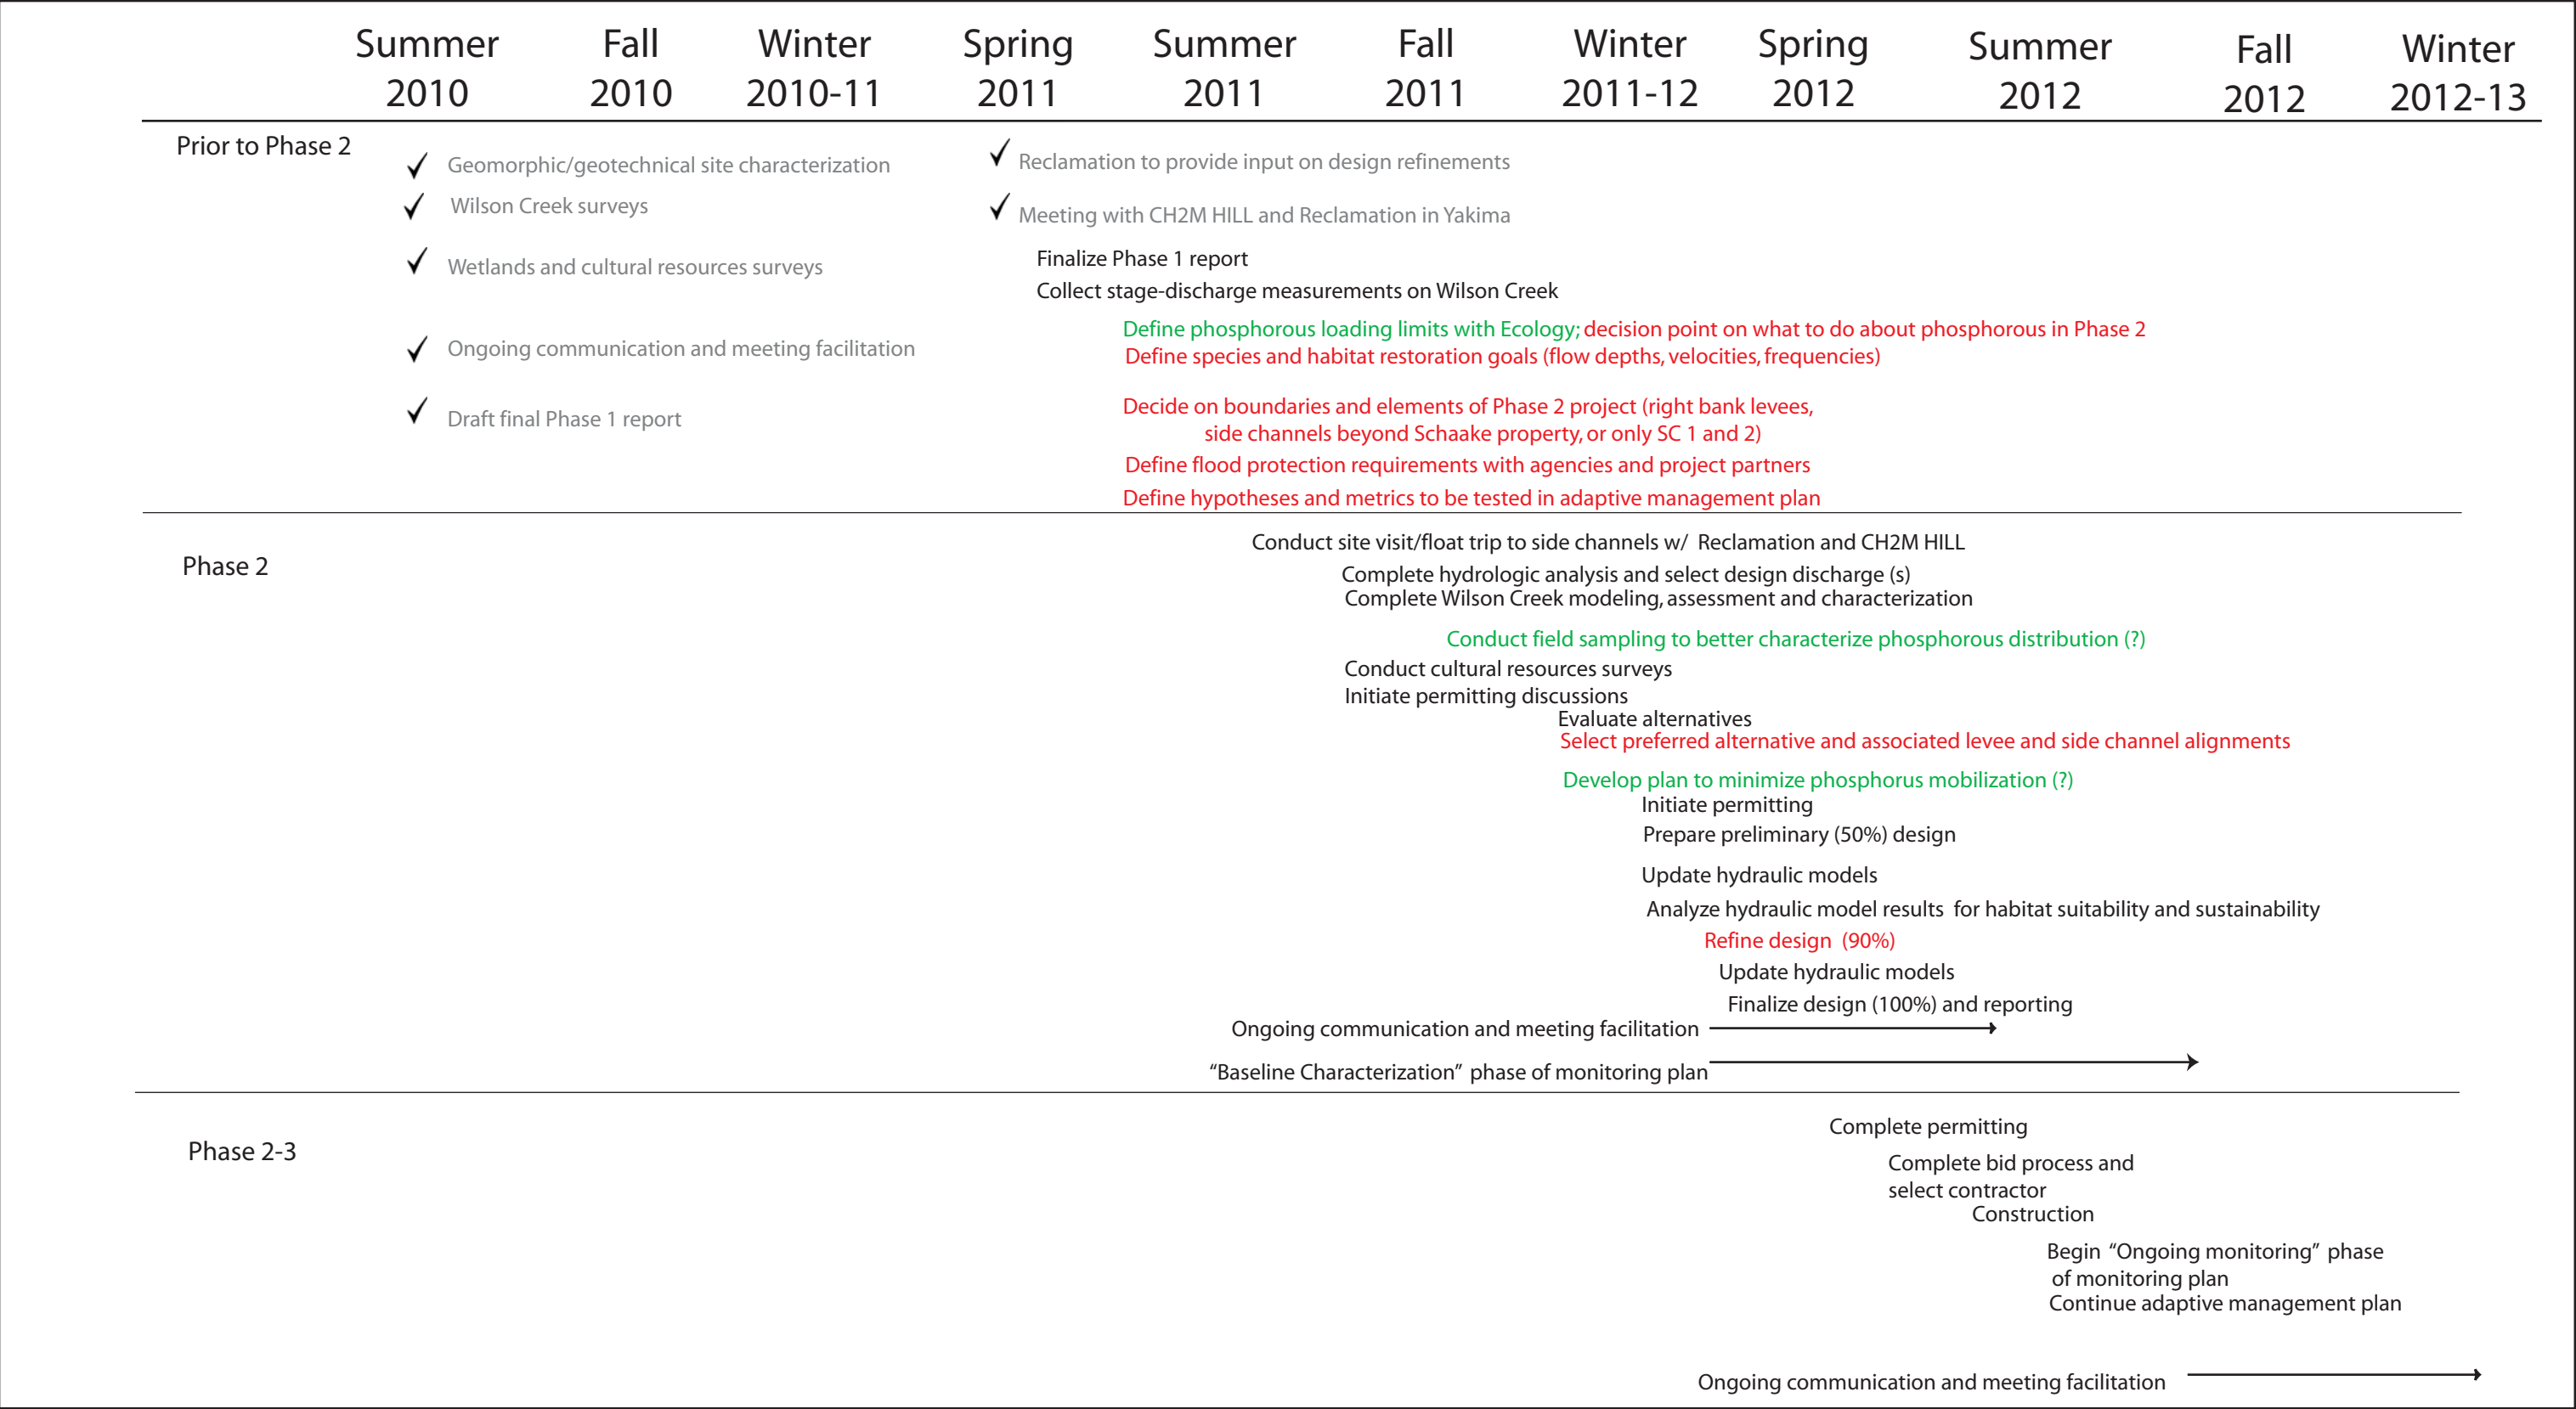 Summer Fall Winter Spring Summer Fall Winter Spring Summer Fall Winter
2010 2010 2010-11 2011 2011 2011 2011-12 2012 2012 2012 2012-13
Prior to Phase 2
Geomorphic/geotechnical site characterization
Wilson Creek surveys
Wetlands and cultural resources surveys
Ongoing communication and meeting facilitation
Draft final Phase 1 report
Reclamation to provide input on design refinements
Meeting with CH2M HILL and Reclamation in Yakima
Finalize Phase 1 report
Collect stage-discharge measurements on Wilson Creek
Define phosphorous loading limits with Ecology; decision point on what to do about phosphorous in Phase 2
Define species and habitat restoration goals (flow depths, velocities, frequencies)
Decide on boundaries and elements of Phase 2 project (right bank levees,
side channels beyond Schaake property, or only SC 1 and 2)
Define flood protection requirements with agencies and project partners
Define hypotheses and metrics to be tested in adaptive management plan
Phase 2
Conduct site visit/float trip to side channels w/ Reclamation and CH2M HILL
Complete hydrologic analysis and select design discharge (s)
Complete Wilson Creek modeling, assessment and characterization
Conduct field sampling to better characterize phosphorous distribution (?)
Conduct cultural resources surveys
Initiate permitting discussions
Evaluate alternatives
Select preferred alternative and associated levee and side channel alignments
Develop plan to minimize phosphorus mobilization (?)
Initiate permitting
Prepare preliminary (50%) design
Update hydraulic models
Analyze hydraulic model results for habitat suitability and sustainability
Refine design (90%)
Update hydraulic models
Finalize design (100%) and reporting
Ongoing communication and meeting facilitation
“Baseline Characterization” phase of monitoring plan
Phase 2-3
Complete permitting
Complete bid process and
select contractor
Construction
Begin “Ongoing monitoring” phase
of monitoring plan
Continue adaptive management plan
Ongoing communication and meeting facilitation